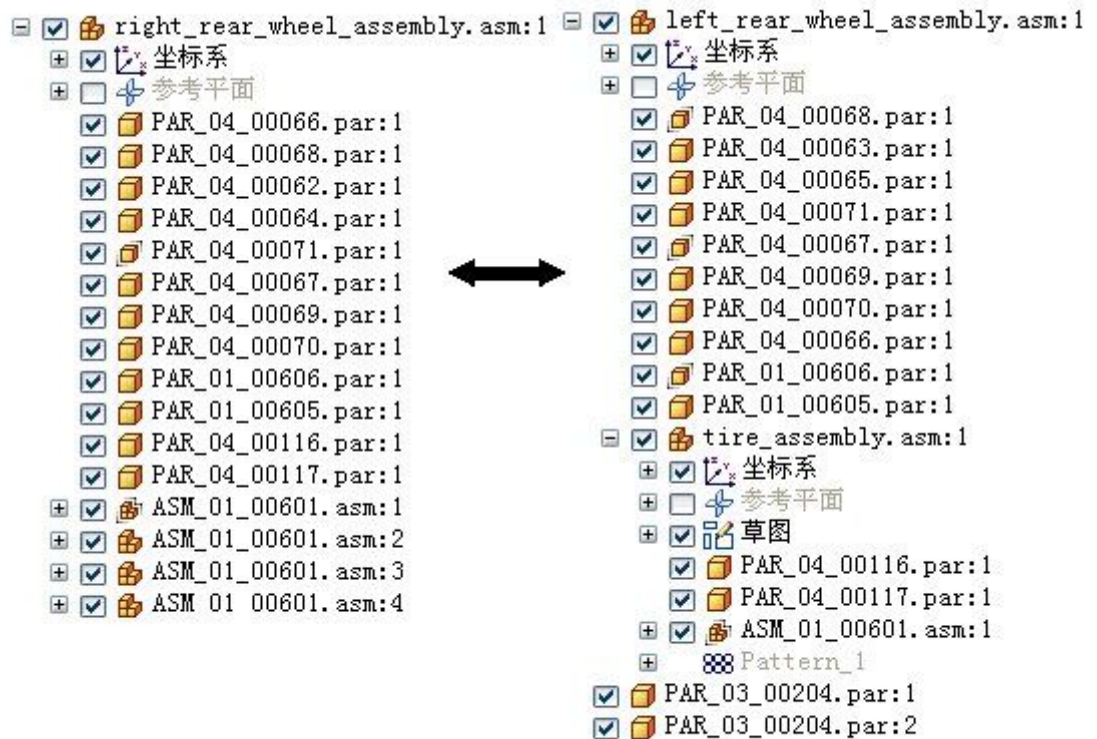 right_rear_wheel_assembly.asm:1
坐标系
参考平面
PAR_04_00066.par:1
PAR_04_00068.par:1
PAR_04_00062.par:1
PAR_04_00064.par:1
PAR_04_00071.par:1
PAR_04_00067.par:1
PAR_04_00069.par:1
PAR_04_00070.par:1
PAR_01_00606.par:1
PAR_01_00605.par:1
PAR_04_00116.par:1
PAR_04_00117.par:1
ASM_01_00601.asm:1
ASM_01_00601.asm:2
ASM_01_00601.asm:3
ASM 01 00601.asm:4
left_rear_wheel_assembly.asm:1
坐标系
参考平面
PAR_04_00068.par:1
PAR_04_00063.par:1
PAR_04_00065.par:1
PAR_04_00071.par:1
PAR_04_00067.par:1
PAR_04_00069.par:1
PAR_04_00070.par:1
PAR_04_00066.par:1
PAR_01_00606.par:1
PAR_01_00605.par:1
tire_assembly.asm:1
坐标系
参考平面
草图
PAR_04_00116.par:1
PAR_04_00117.par:1
ASM_01_00601.asm:1
Pattern_1
PAR_03_00204.par:1
PAR_03_00204.par:2